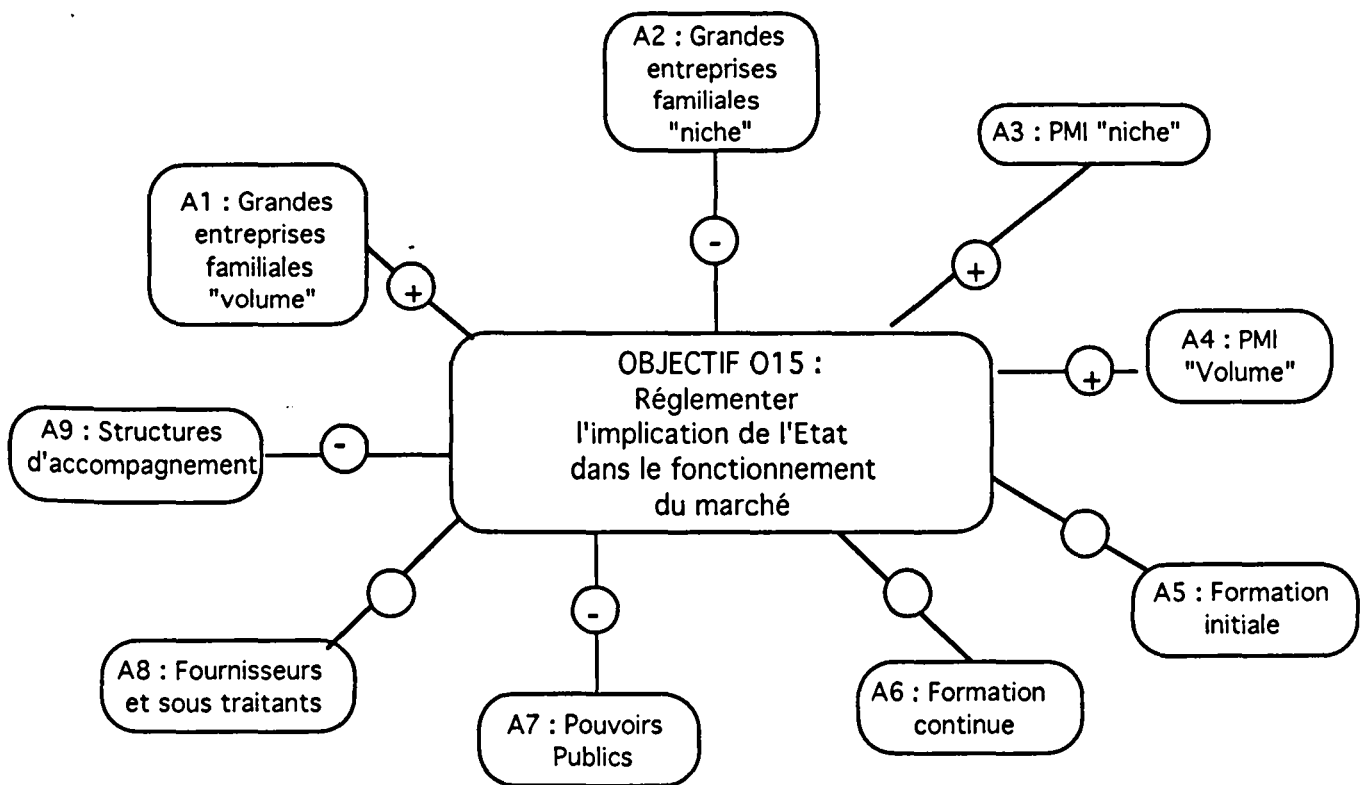 A2 : Grandes
entreprises
familiales
"niche"
-
A3 : PMI "niche"
+
A1 : Grandes
entreprises
familiales
"volume"
+
A4 : PMI
"Volume"
+
OBJECTIF O15 :
Réglementer
l'implication de l'Etat
dans le fonctionnement
du marché
A9 : Structures
d'accompagnement
-
A5 : Formation
initiale
A8 : Fournisseurs
et sous traitants
-
A7 : Pouvoirs
Publics
A6 : Formation
continue